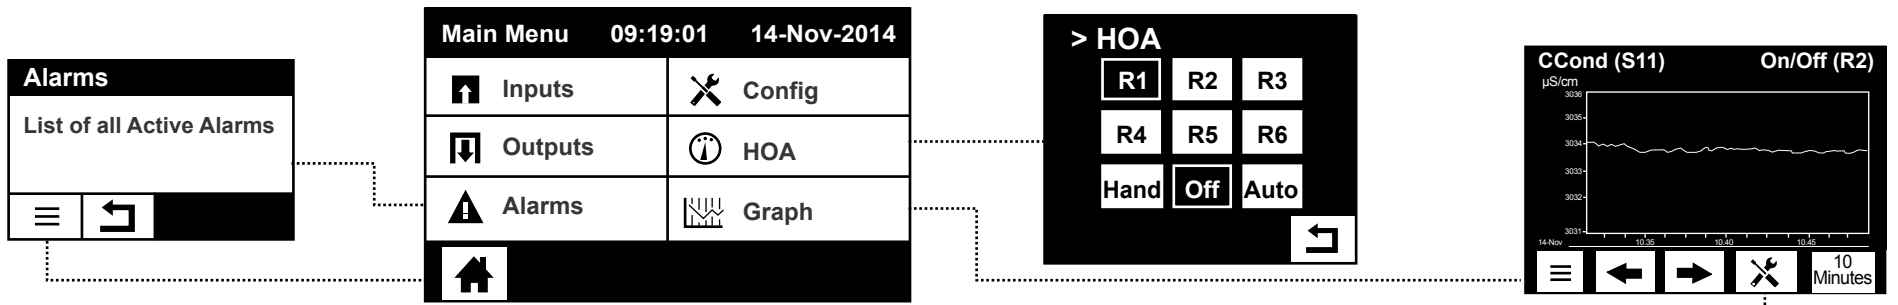 Alarms
List of all Active Alarms
Main Menu 09:19:01 14-Nov-2014
Inputs Config
Outputs HOA
Alarms Graph
> HOA
R1 R2 R3
R4 R5 R6
Hand Off Auto
CCond (S11) On/Off (R2)
µS/cm
3036
3035
3034
3033
3032
3031
14-Nov 10.35 10.40 10.45
10
Minutes